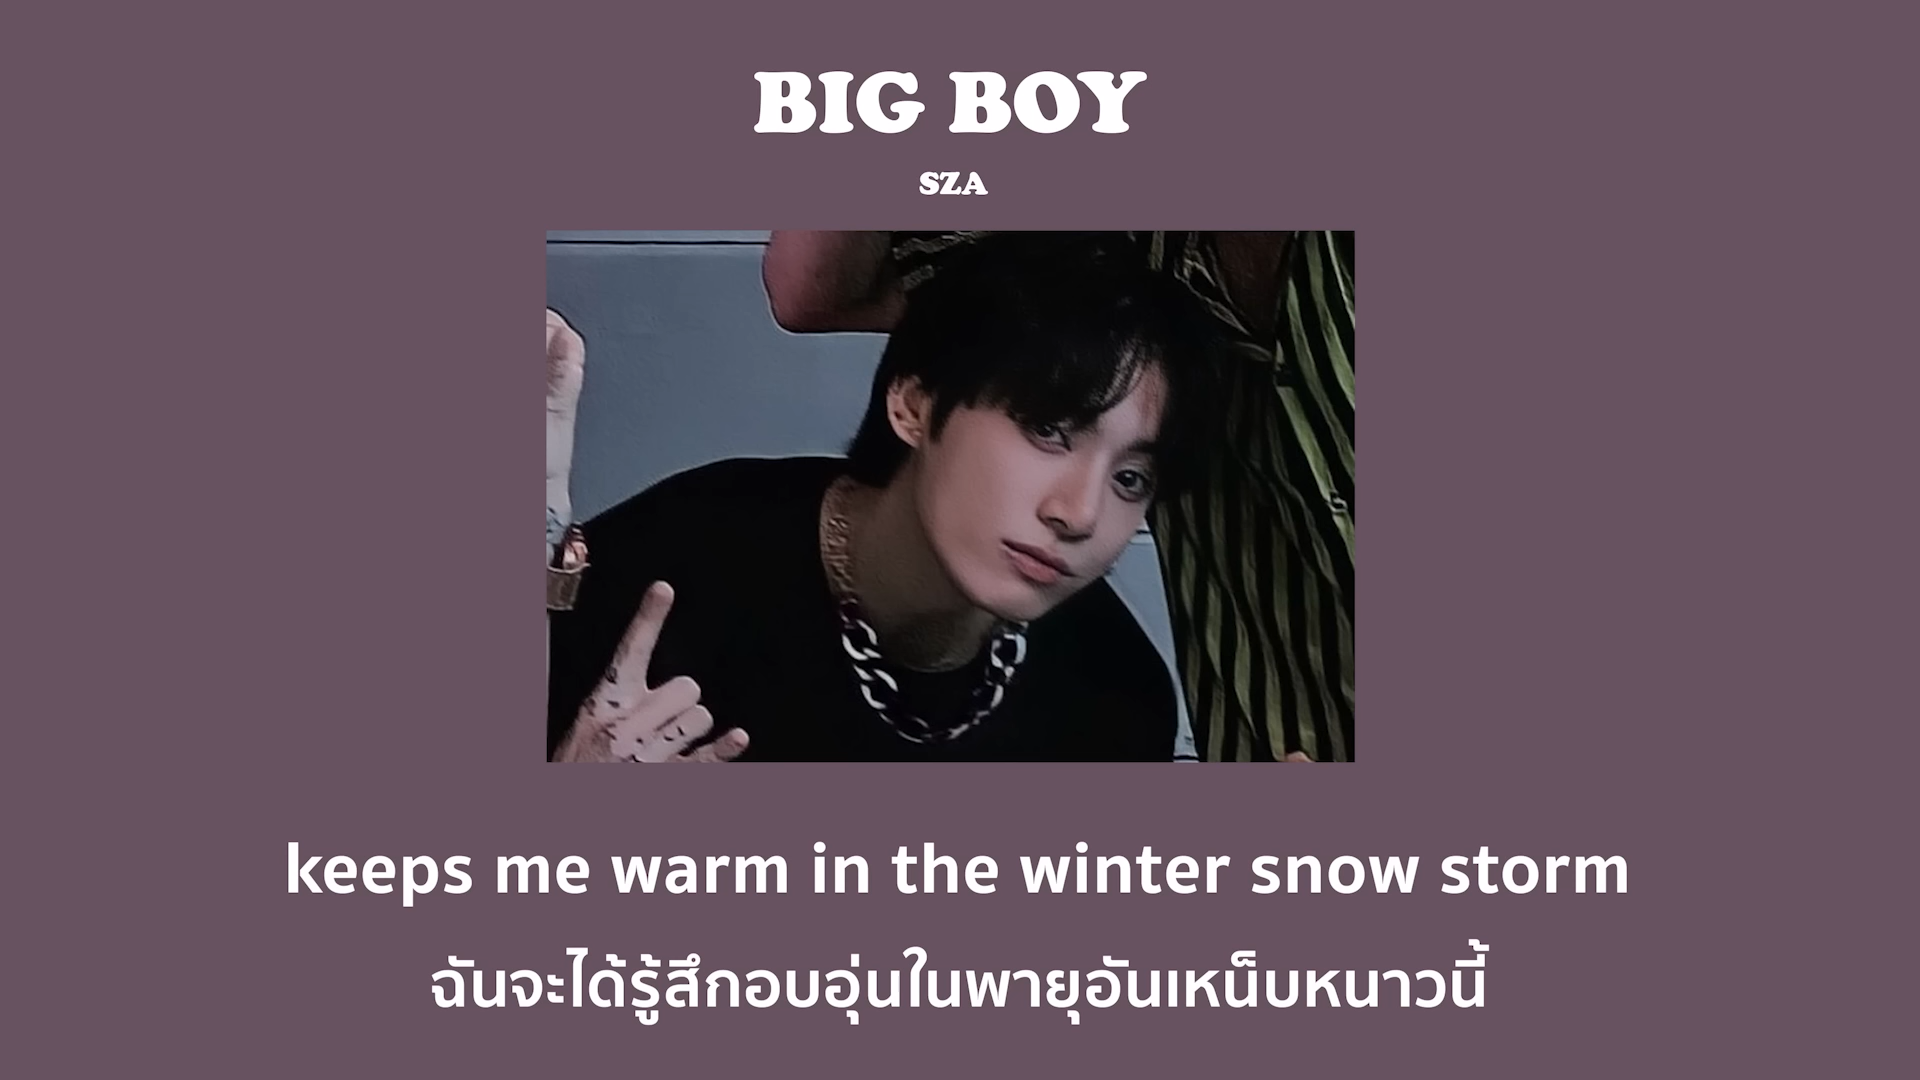 BIG BOY
SZA
keeps me warm in the winter snow storm
ฉันจะได้รู้สึกอบอุ่นในพายุอันเหน็บหนาวนี้